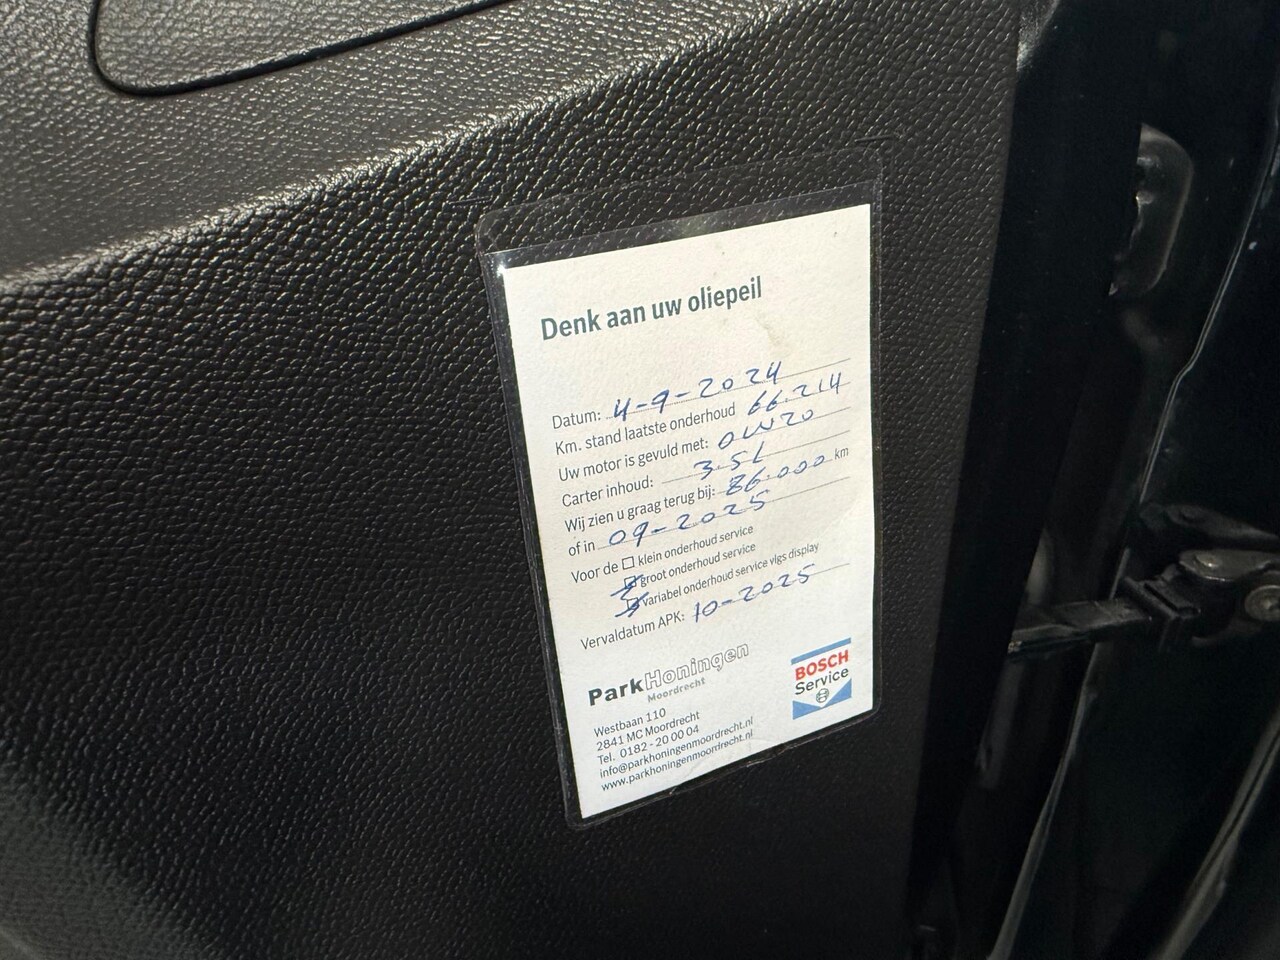 Denk aan uw oliepeil
Datum: 4-9-2024
Km. stand laatste onderhoud 66.214
Uw motor is gevuld met: 0W20
Carter inhoud: 3.5L
Wij zien u graag terug bij: 86.000 km
of in 09-2025
Voor de klein onderhoud service
groot onderhoud service
variabel onderhoud service vlgs display
Vervaldatum APK: 10-2025
ParkHoningen
Moordrecht
Westbaan 110
2841 MC Moordrecht
Tel. 0182 - 20 00 04
info@parkhoningenmoordrecht.nl
www.parkhoningenmoordrecht.nl
BOSCH
Service